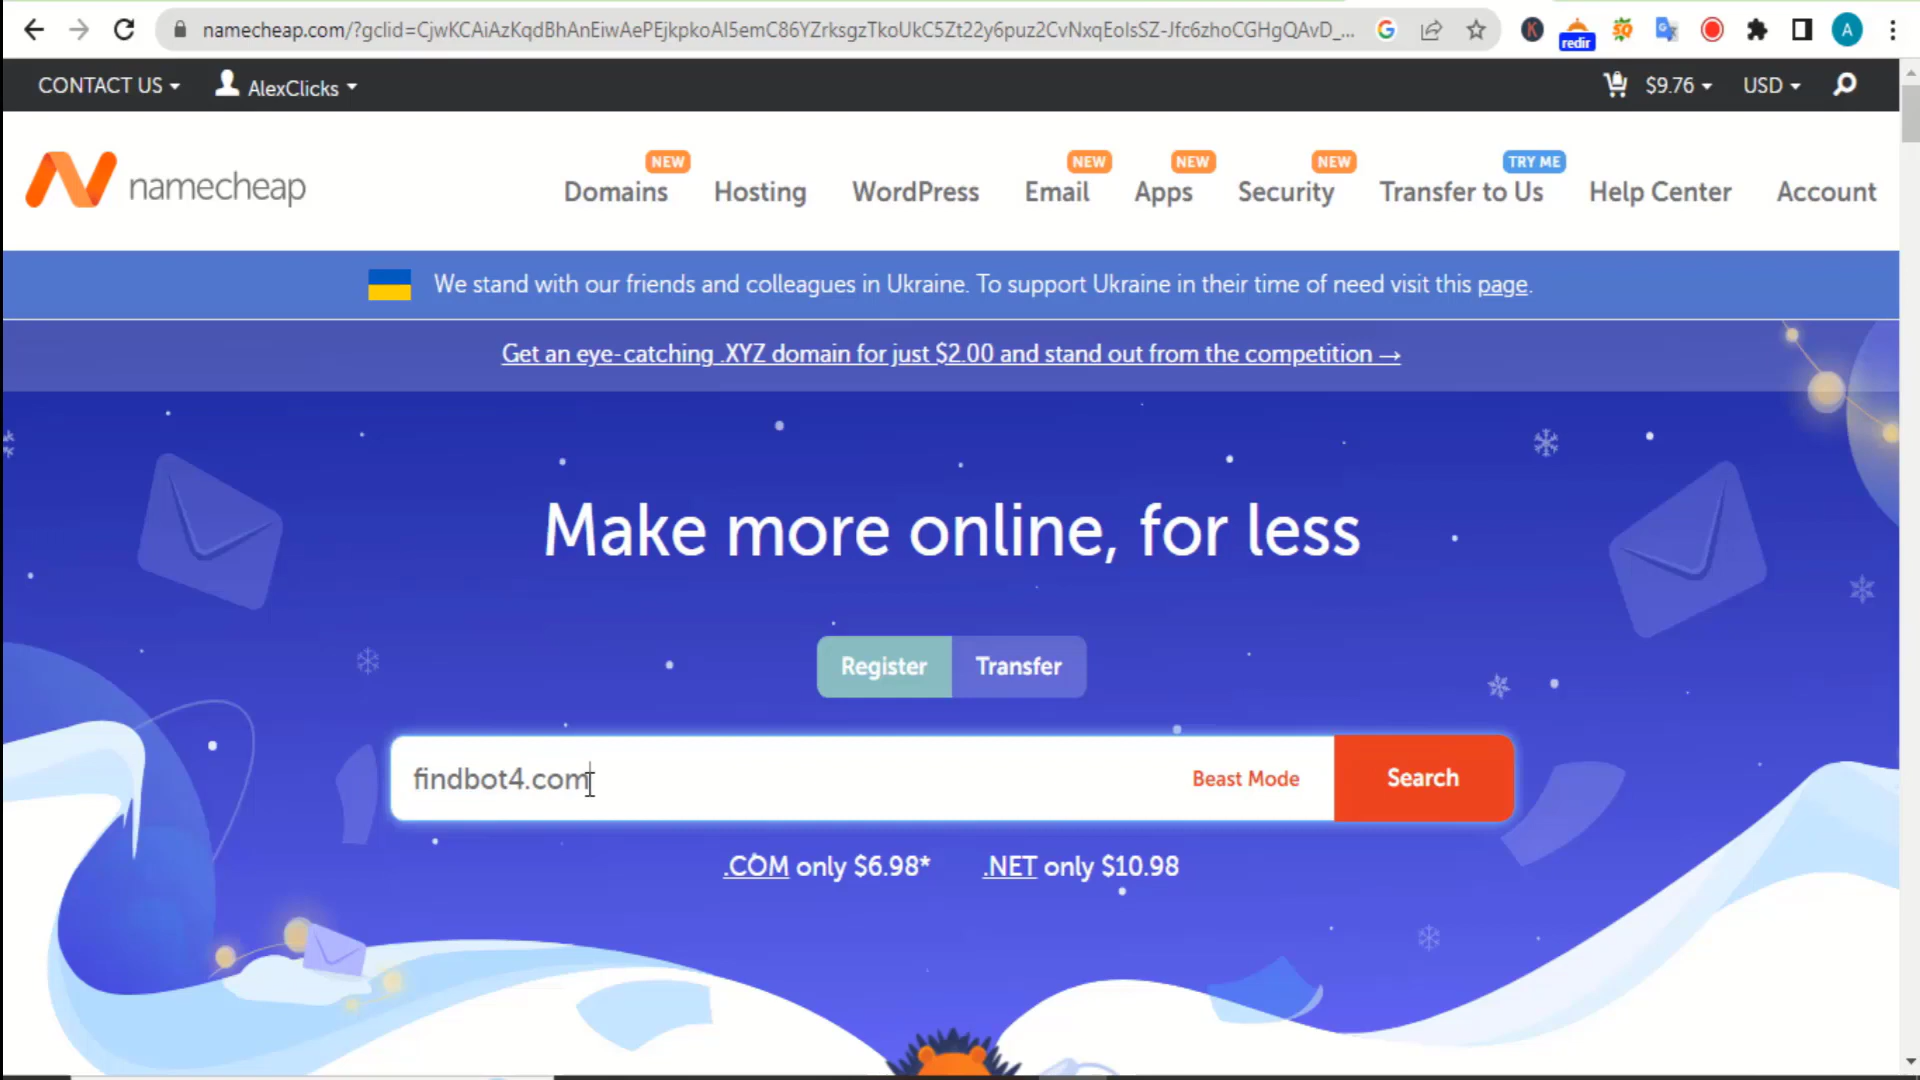 namecheap.com/?gclid=CjwKCAiAzKqdBhAnEiwAePEjkpkoAI5emC86YZrksgzTkoUkC5Zt22y6puz2CvNxqEolsSZ-Jfc6zhoCGHgQAvD_...
K
redir
A
CONTACT US
AlexClicks
$9.76
USD
namecheap
NEW
NEW
NEW
NEW
TRY ME
Domains
Hosting
WordPress
Email
Apps
Security
Transfer to Us
Help Center
Account
We stand with our friends and colleagues in Ukraine. To support Ukraine in their time of need visit this page.
Get an eye-catching .XYZ domain for just $2.00 and stand out from the competition →
Make more online, for less
Register
Transfer
findbot4.com
Beast Mode
Search
.COM only $6.98*
.NET only $10.98